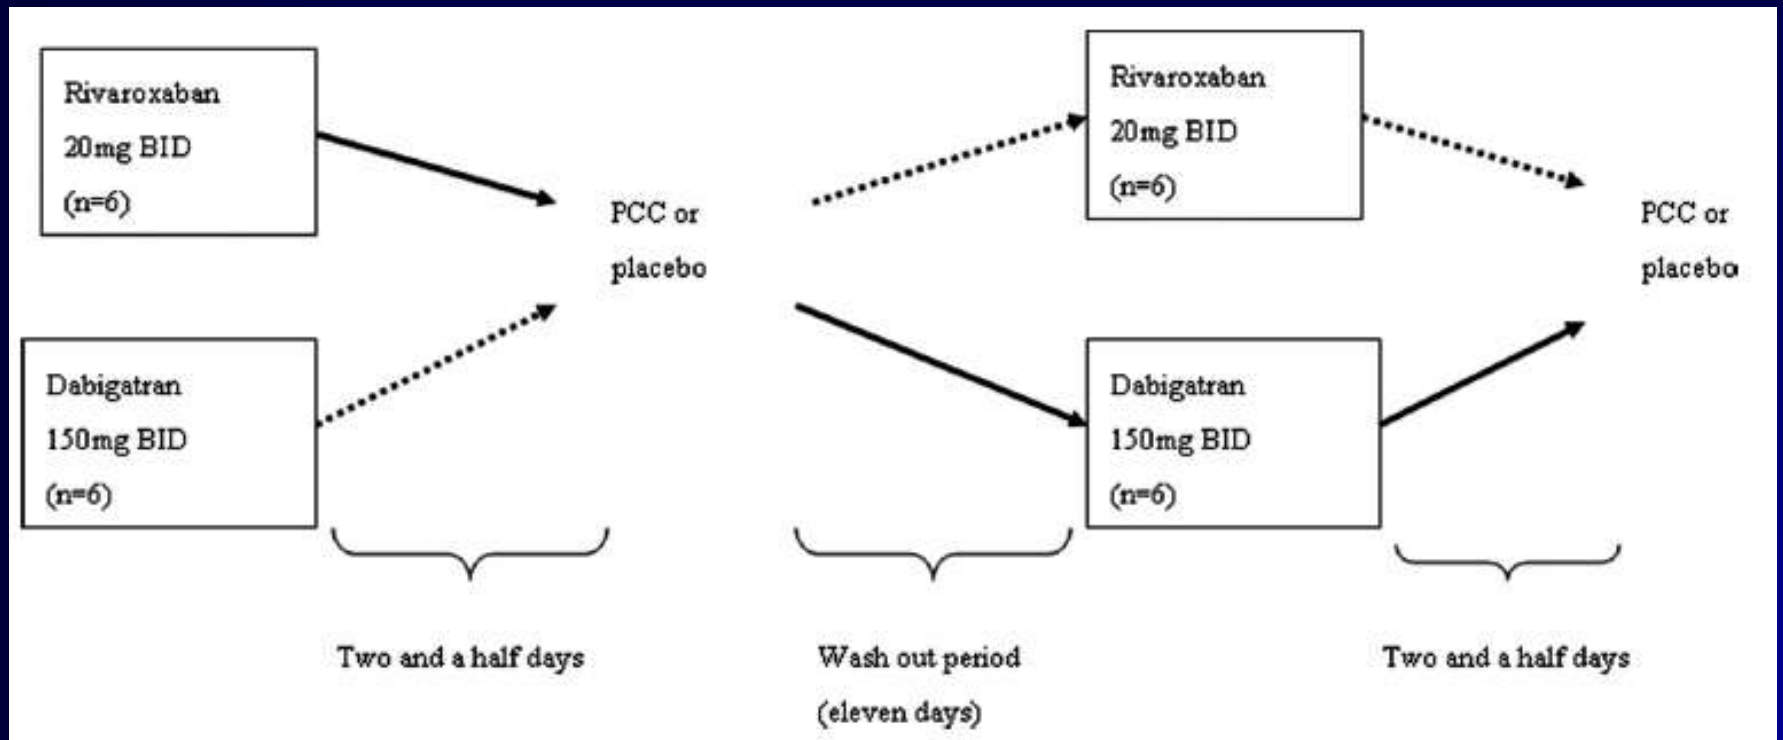 Rivaroxaban
20mg BID
(n=6)
Dabigatran
150mg BID
(n=6)
PCC or
placebo
Rivaroxaban
20mg BID
(n=6)
Dabigatran
150mg BID
(n=6)
PCC or
placebo
Two and a half days
Wash out period
(eleven days)
Two and a half days